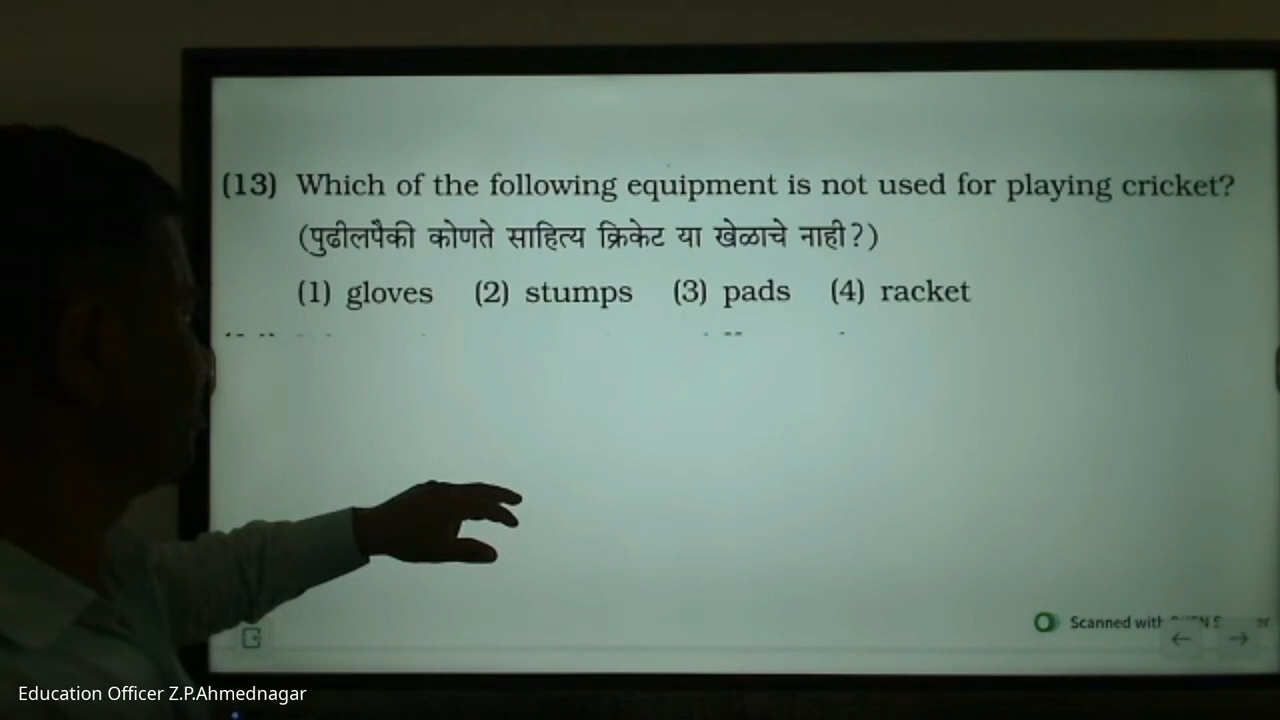 (13) Which of the following equipment is not used for playing cricket?
(पुढीलपैकी कोणते साहित्य क्रिकेट या खेळाचे नाही?)
(1) gloves (2) stumps (3) pads (4) racket
Scanned with
Education Officer Z.P.Ahmednagar